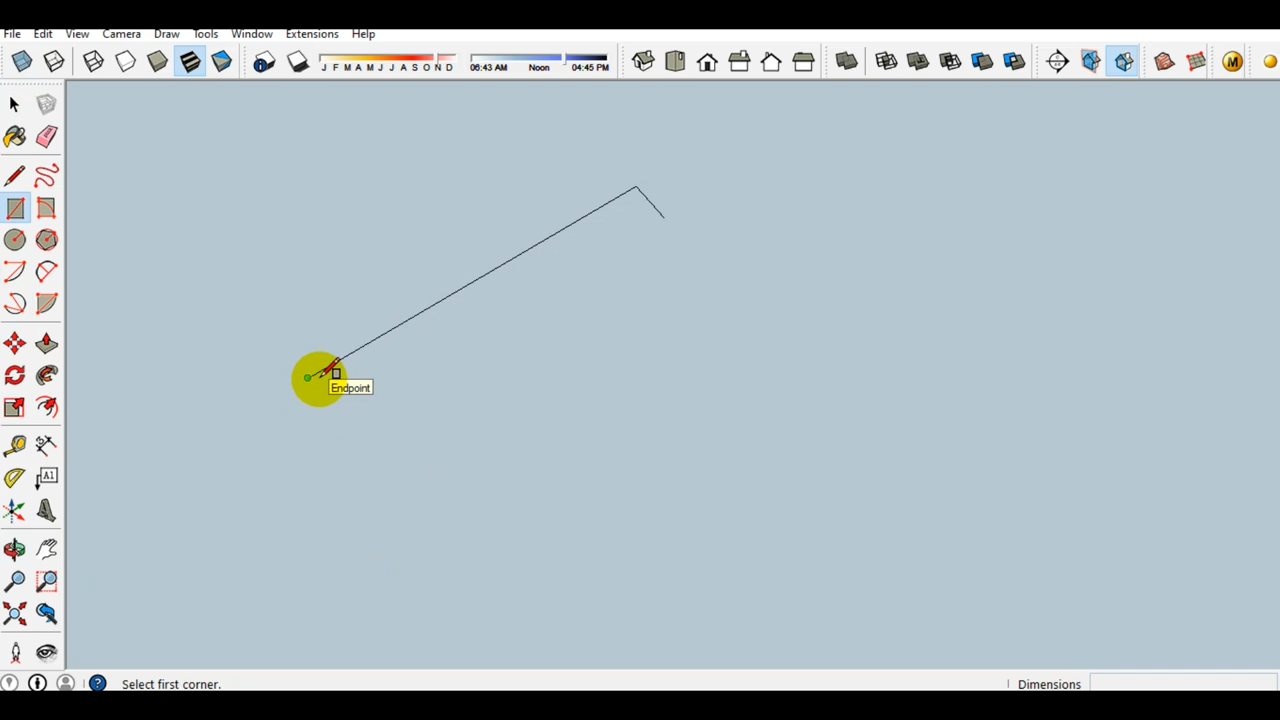 File Edit View Camera Draw Tools Window Extensions Help
J F M A M J J A S O N D 06:43 AM Noon 04:45 PM
M
A1
Endpoint
Select first corner. Dimensions